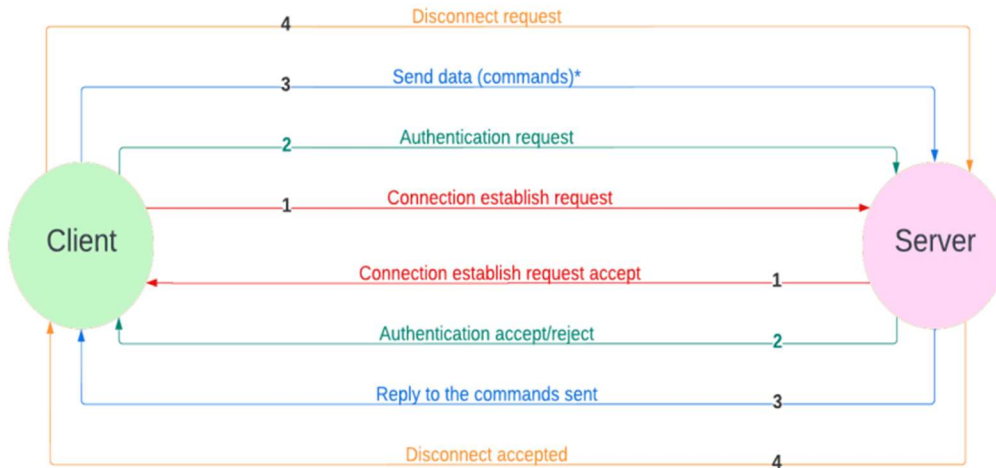 4
Disconnect request
3
Send data (commands)*
2
Authentication request
1
Connection establish request
Client
Server
Connection establish request accept
1
Authentication accept/reject
2
Reply to the commands sent
3
Disconnect accepted
4